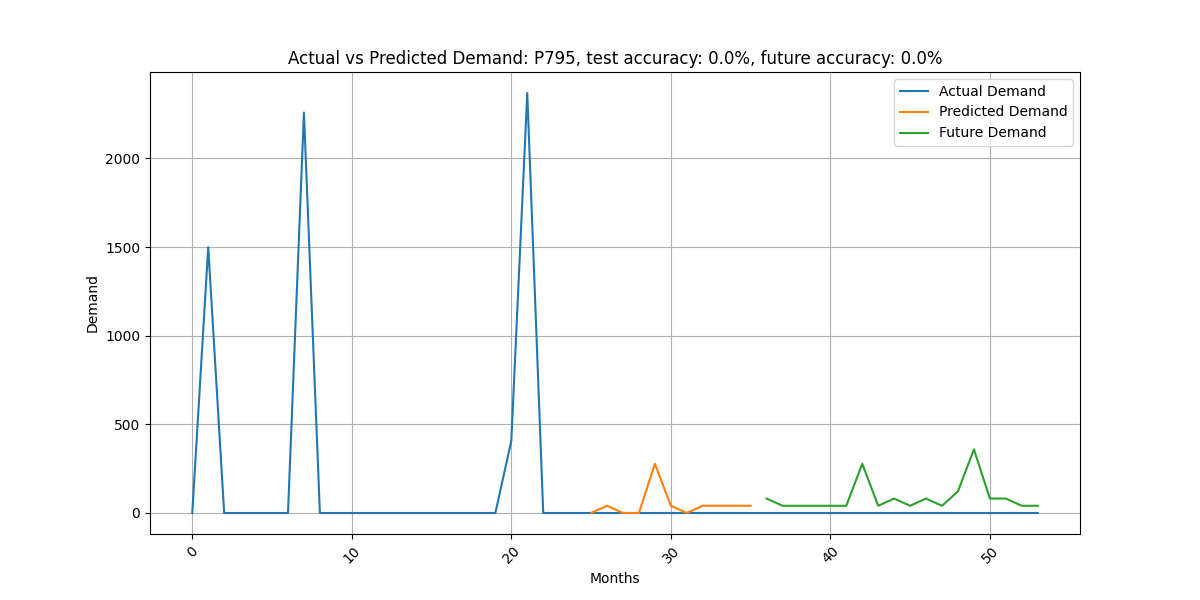 Actual vs Predicted Demand: P795, test accuracy: 0.0%, future accuracy: 0.0%
Actual Demand
Predicted Demand
Future Demand
Demand
2000
1500
1000
500
0
0
10
20
30
40
50
Months